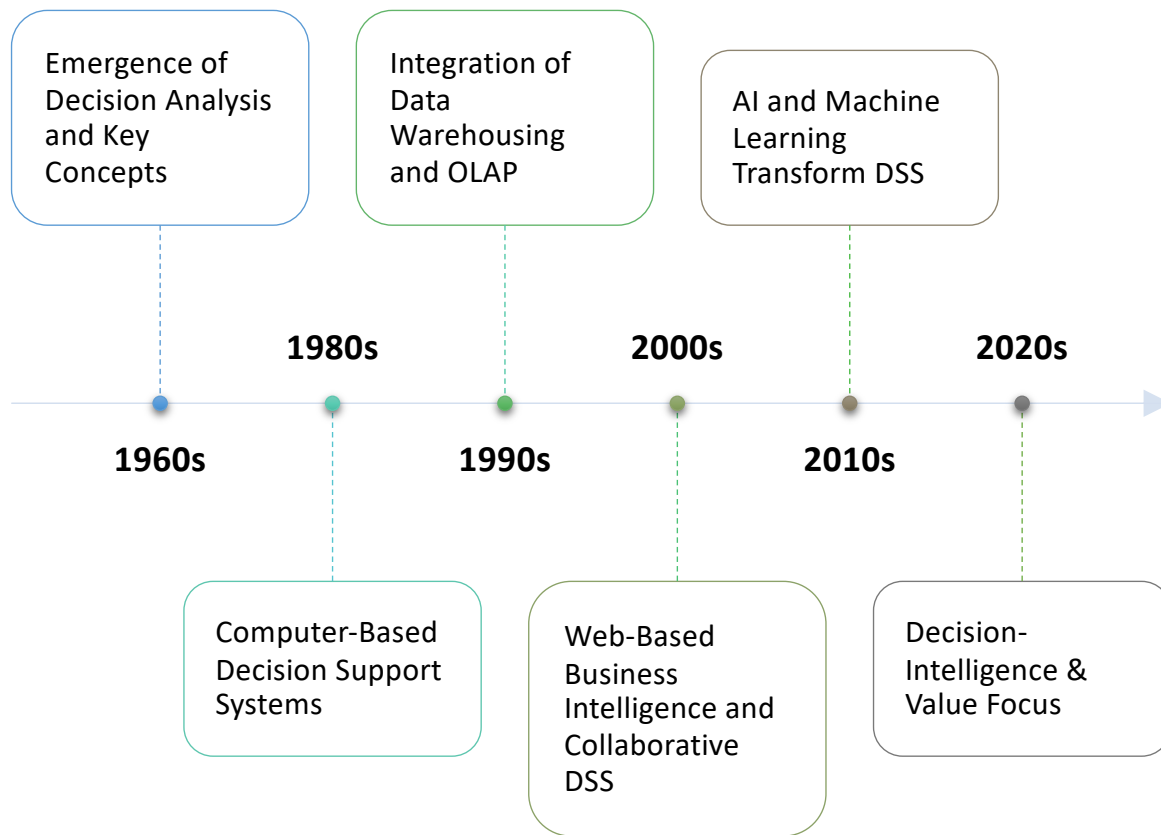 Emergence of
Decision Analysis
and Key
Concepts
Integration of
Data
Warehousing
and OLAP
AI and Machine
Learning
Transform DSS
1980s
2000s
2020s
1960s
1990s
2010s
Computer-Based
Decision Support
Systems
Web-Based
Business
Intelligence and
Collaborative
DSS
Decision-
Intelligence &
Value Focus